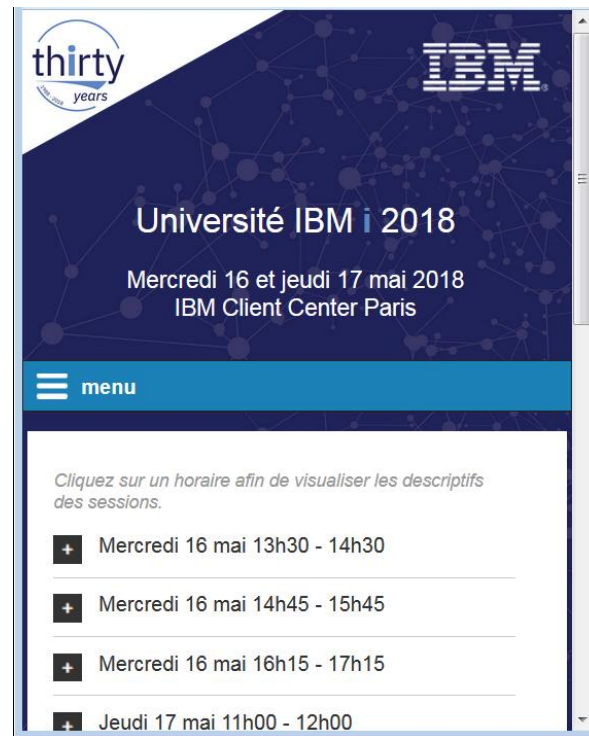 thirty
years
IBM
Université IBM i 2018
Mercredi 16 et jeudi 17 mai 2018
IBM Client Center Paris
menu
Cliquez sur un horaire afin de visualiser les descriptifs
des sessions.
+ Mercredi 16 mai 13h30 - 14h30
+ Mercredi 16 mai 14h45 - 15h45
+ Mercredi 16 mai 16h15 - 17h15
+ Jeudi 17 mai 11h00 - 12h00